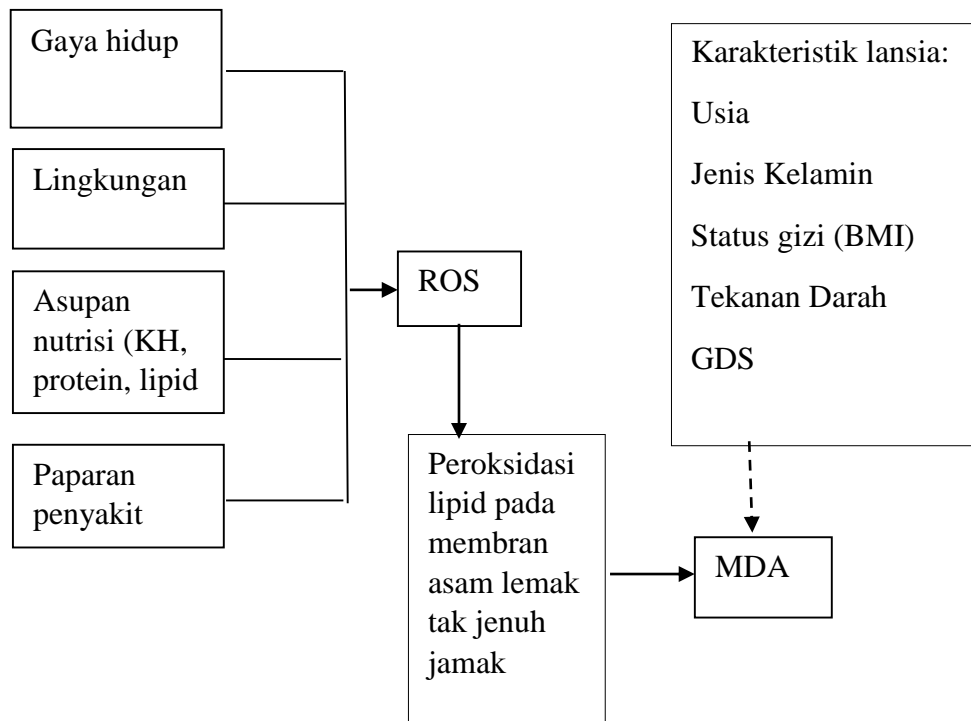 Gaya hidup
Lingkungan
Asupan
nutrisi (KH,
protein, lipid
Paparan
penyakit
ROS
Peroksidasi
lipid pada
membran
asam lemak
tak jenuh
jamak
Karakteristik lansia:
Usia
Jenis Kelamin
Status gizi (BMI)
Tekanan Darah
GDS
MDA